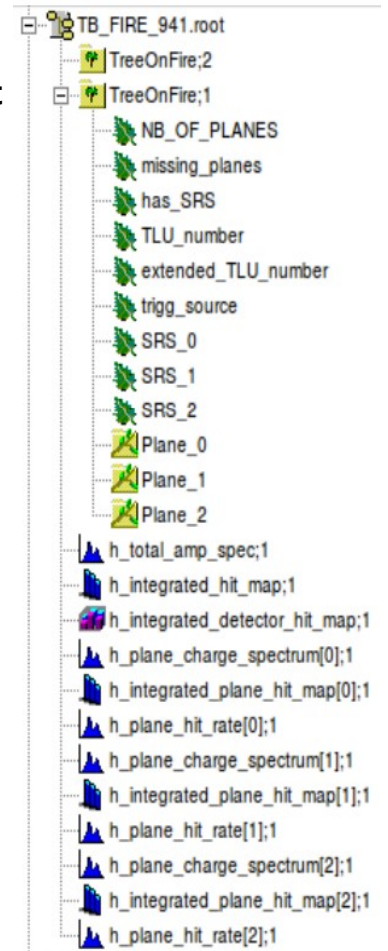 TB_FIRE_941.root
TreeOnFire;2
TreeOnFire;1
NB_OF_PLANES
missing_planes
has_SRS
TLU_number
extended_TLU_number
trigg_source
SRS_0
SRS_1
SRS_2
Plane_0
Plane_1
Plane_2
h_total_amp_spec;1
h_integrated_hit_map;1
h_integrated_detector_hit_map;1
h_plane_charge_spectrum[0];1
h_integrated_plane_hit_map[0];1
h_plane_hit_rate[0];1
h_plane_charge_spectrum[1];1
h_integrated_plane_hit_map[1];1
h_plane_hit_rate[1];1
h_plane_charge_spectrum[2];1
h_integrated_plane_hit_map[2];1
h_plane_hit_rate[2];1